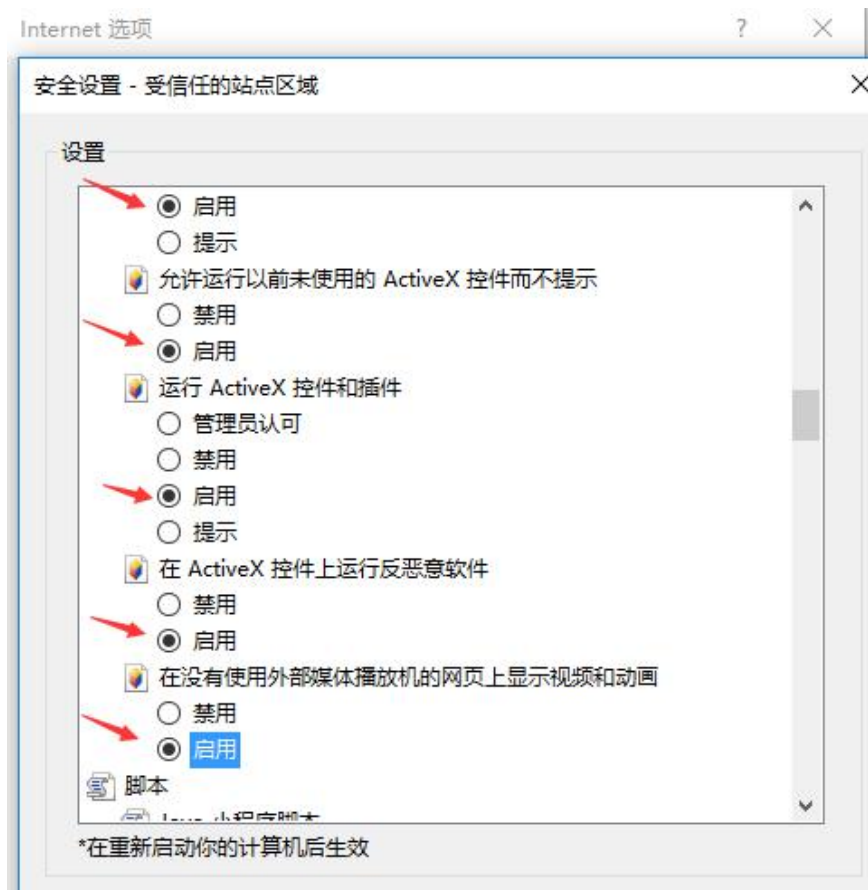 Internet 选项
安全设置 - 受信任的站点区域
设置
启用
提示
允许运行以前未使用的 ActiveX 控件而不提示
禁用
启用
运行 ActiveX 控件和插件
管理员认可
禁用
启用
提示
在 ActiveX 控件上运行反恶意软件
禁用
启用
在没有使用外部媒体播放机的网页上显示视频和动画
禁用
启用
脚本
Java 小程序脚本
*在重新启动你的计算机后生效